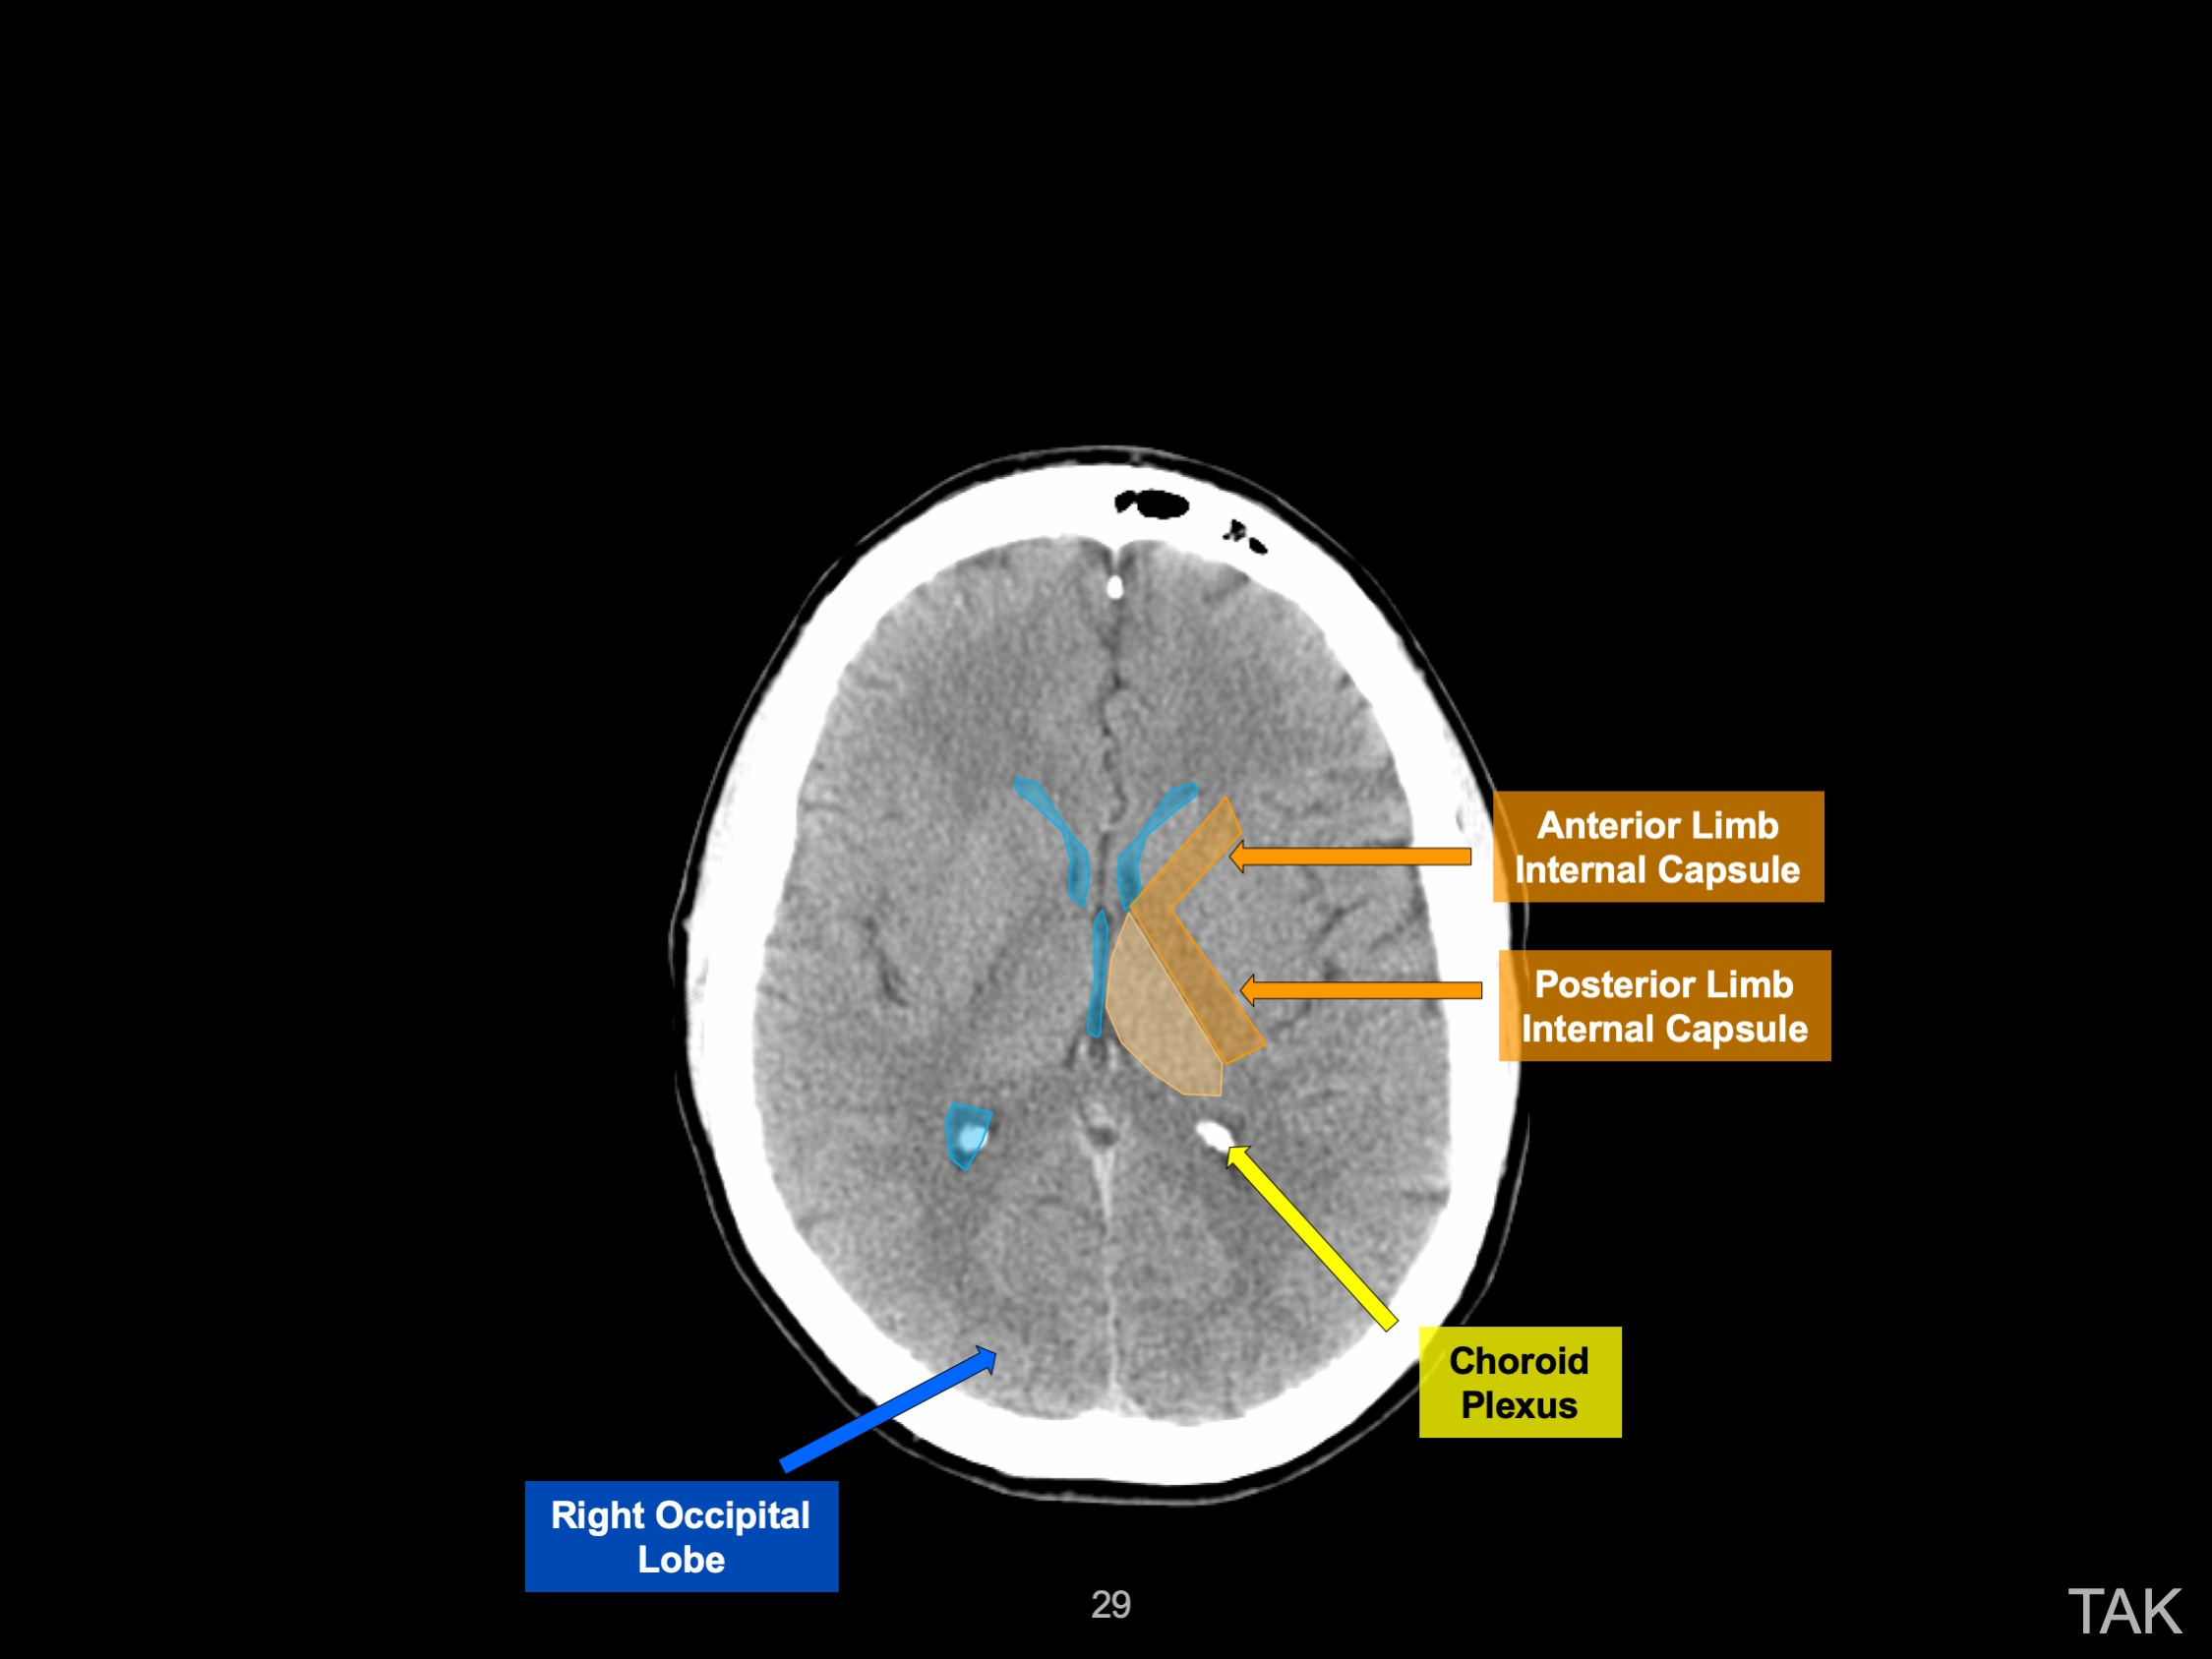 Anterior Limb
Internal Capsule
Posterior Limb
Internal Capsule
Choroid
Plexus
Right Occipital
Lobe
29
TAK